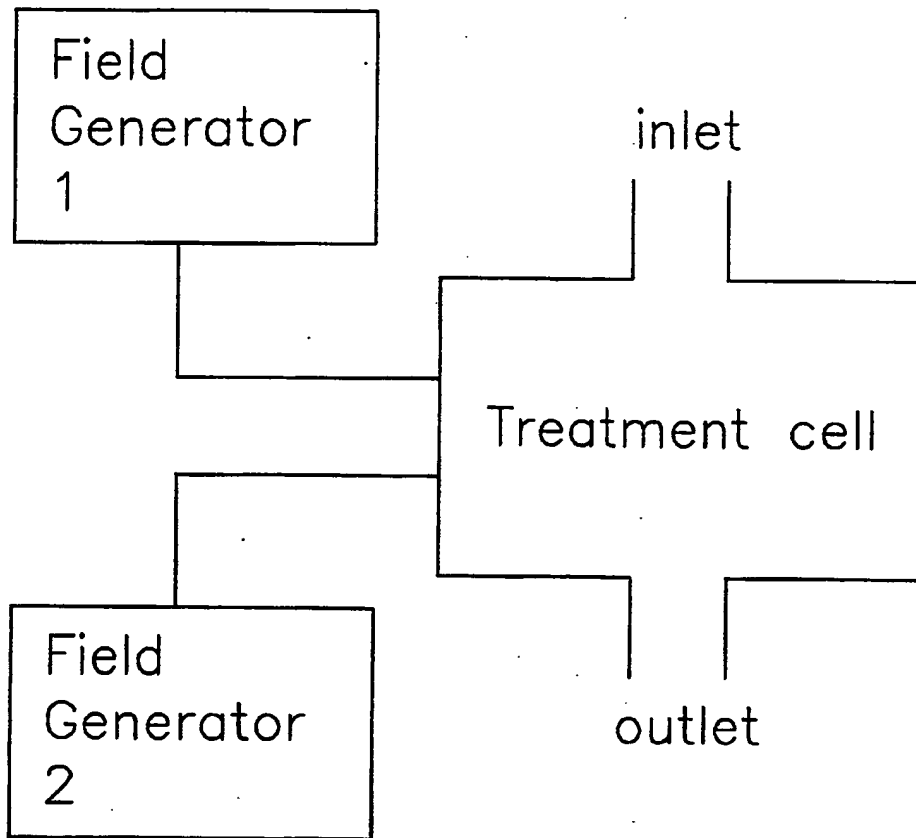 Field
Generator
1
inlet
Treatment cell
Field
Generator
2
outlet